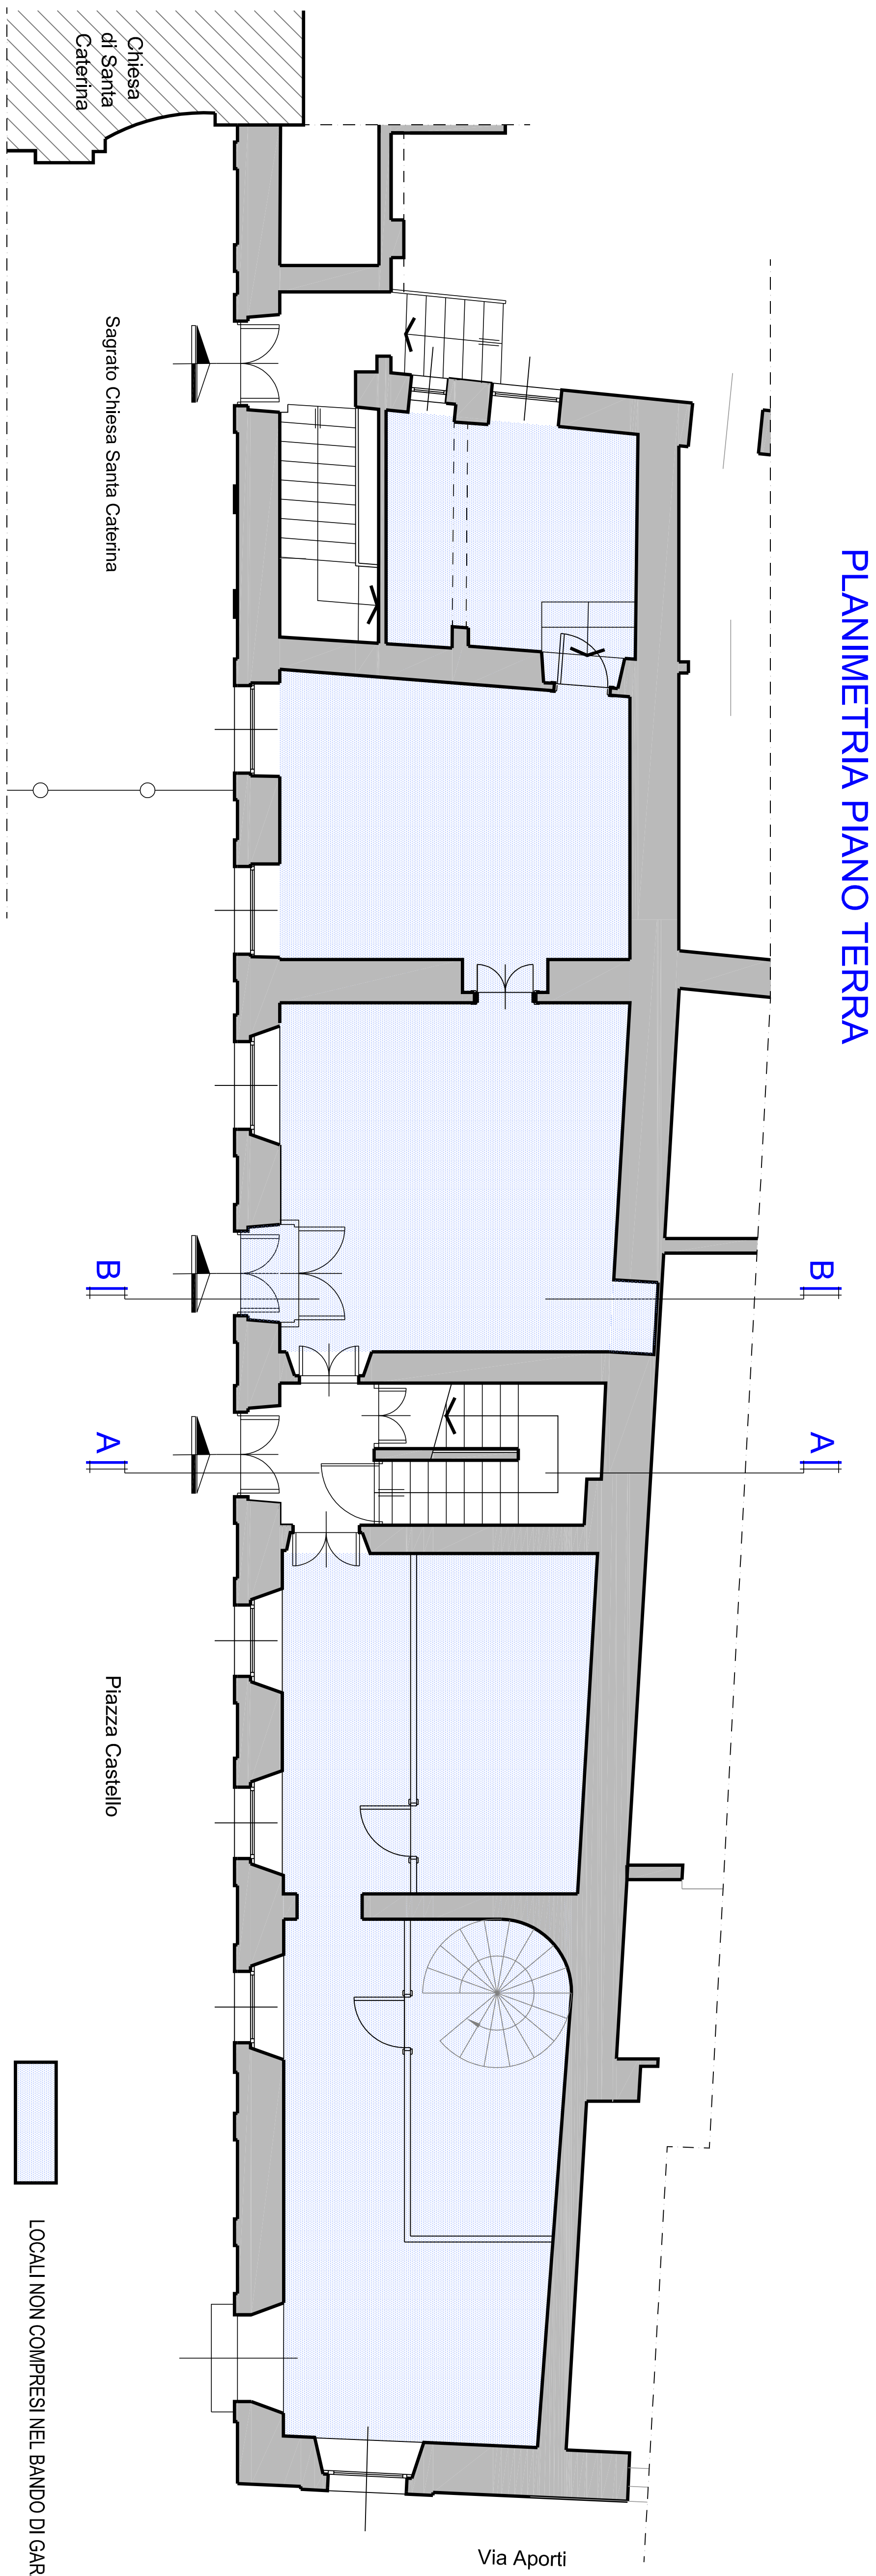 PLANIMETRIA PIANO TERRA
Chiesa
di Santa
Caterina
Sagrato Chiesa Santa Caterina
B
B
A
A
Piazza Castello
LOCALI NON COMPRESI NEL BANDO DI GAR
Via Aporti